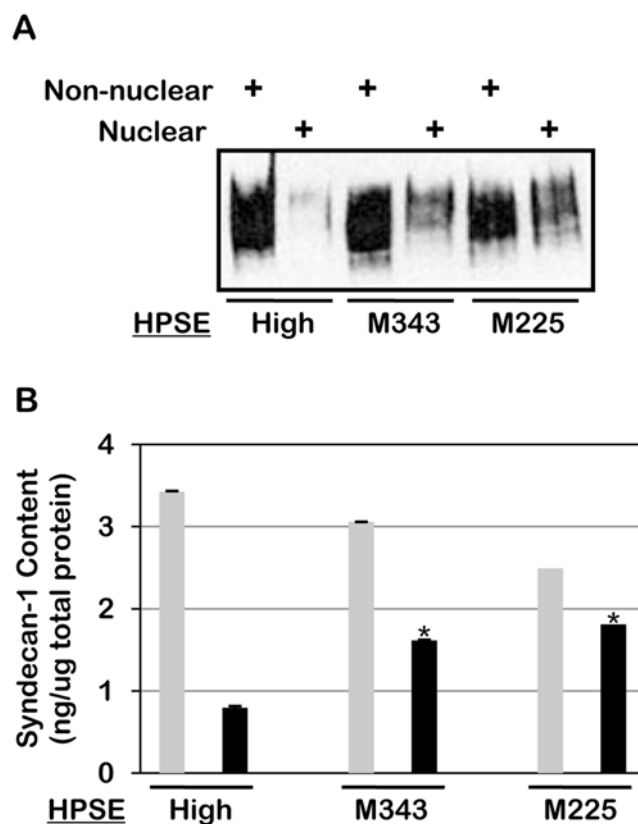 A
Non-nuclear + + +
Nuclear + + +
HPSE High M343 M225
B
Syndecan-1 Content
(ng/ug total protein)
4
3
2
1
0
* *
HPSE High M343 M225